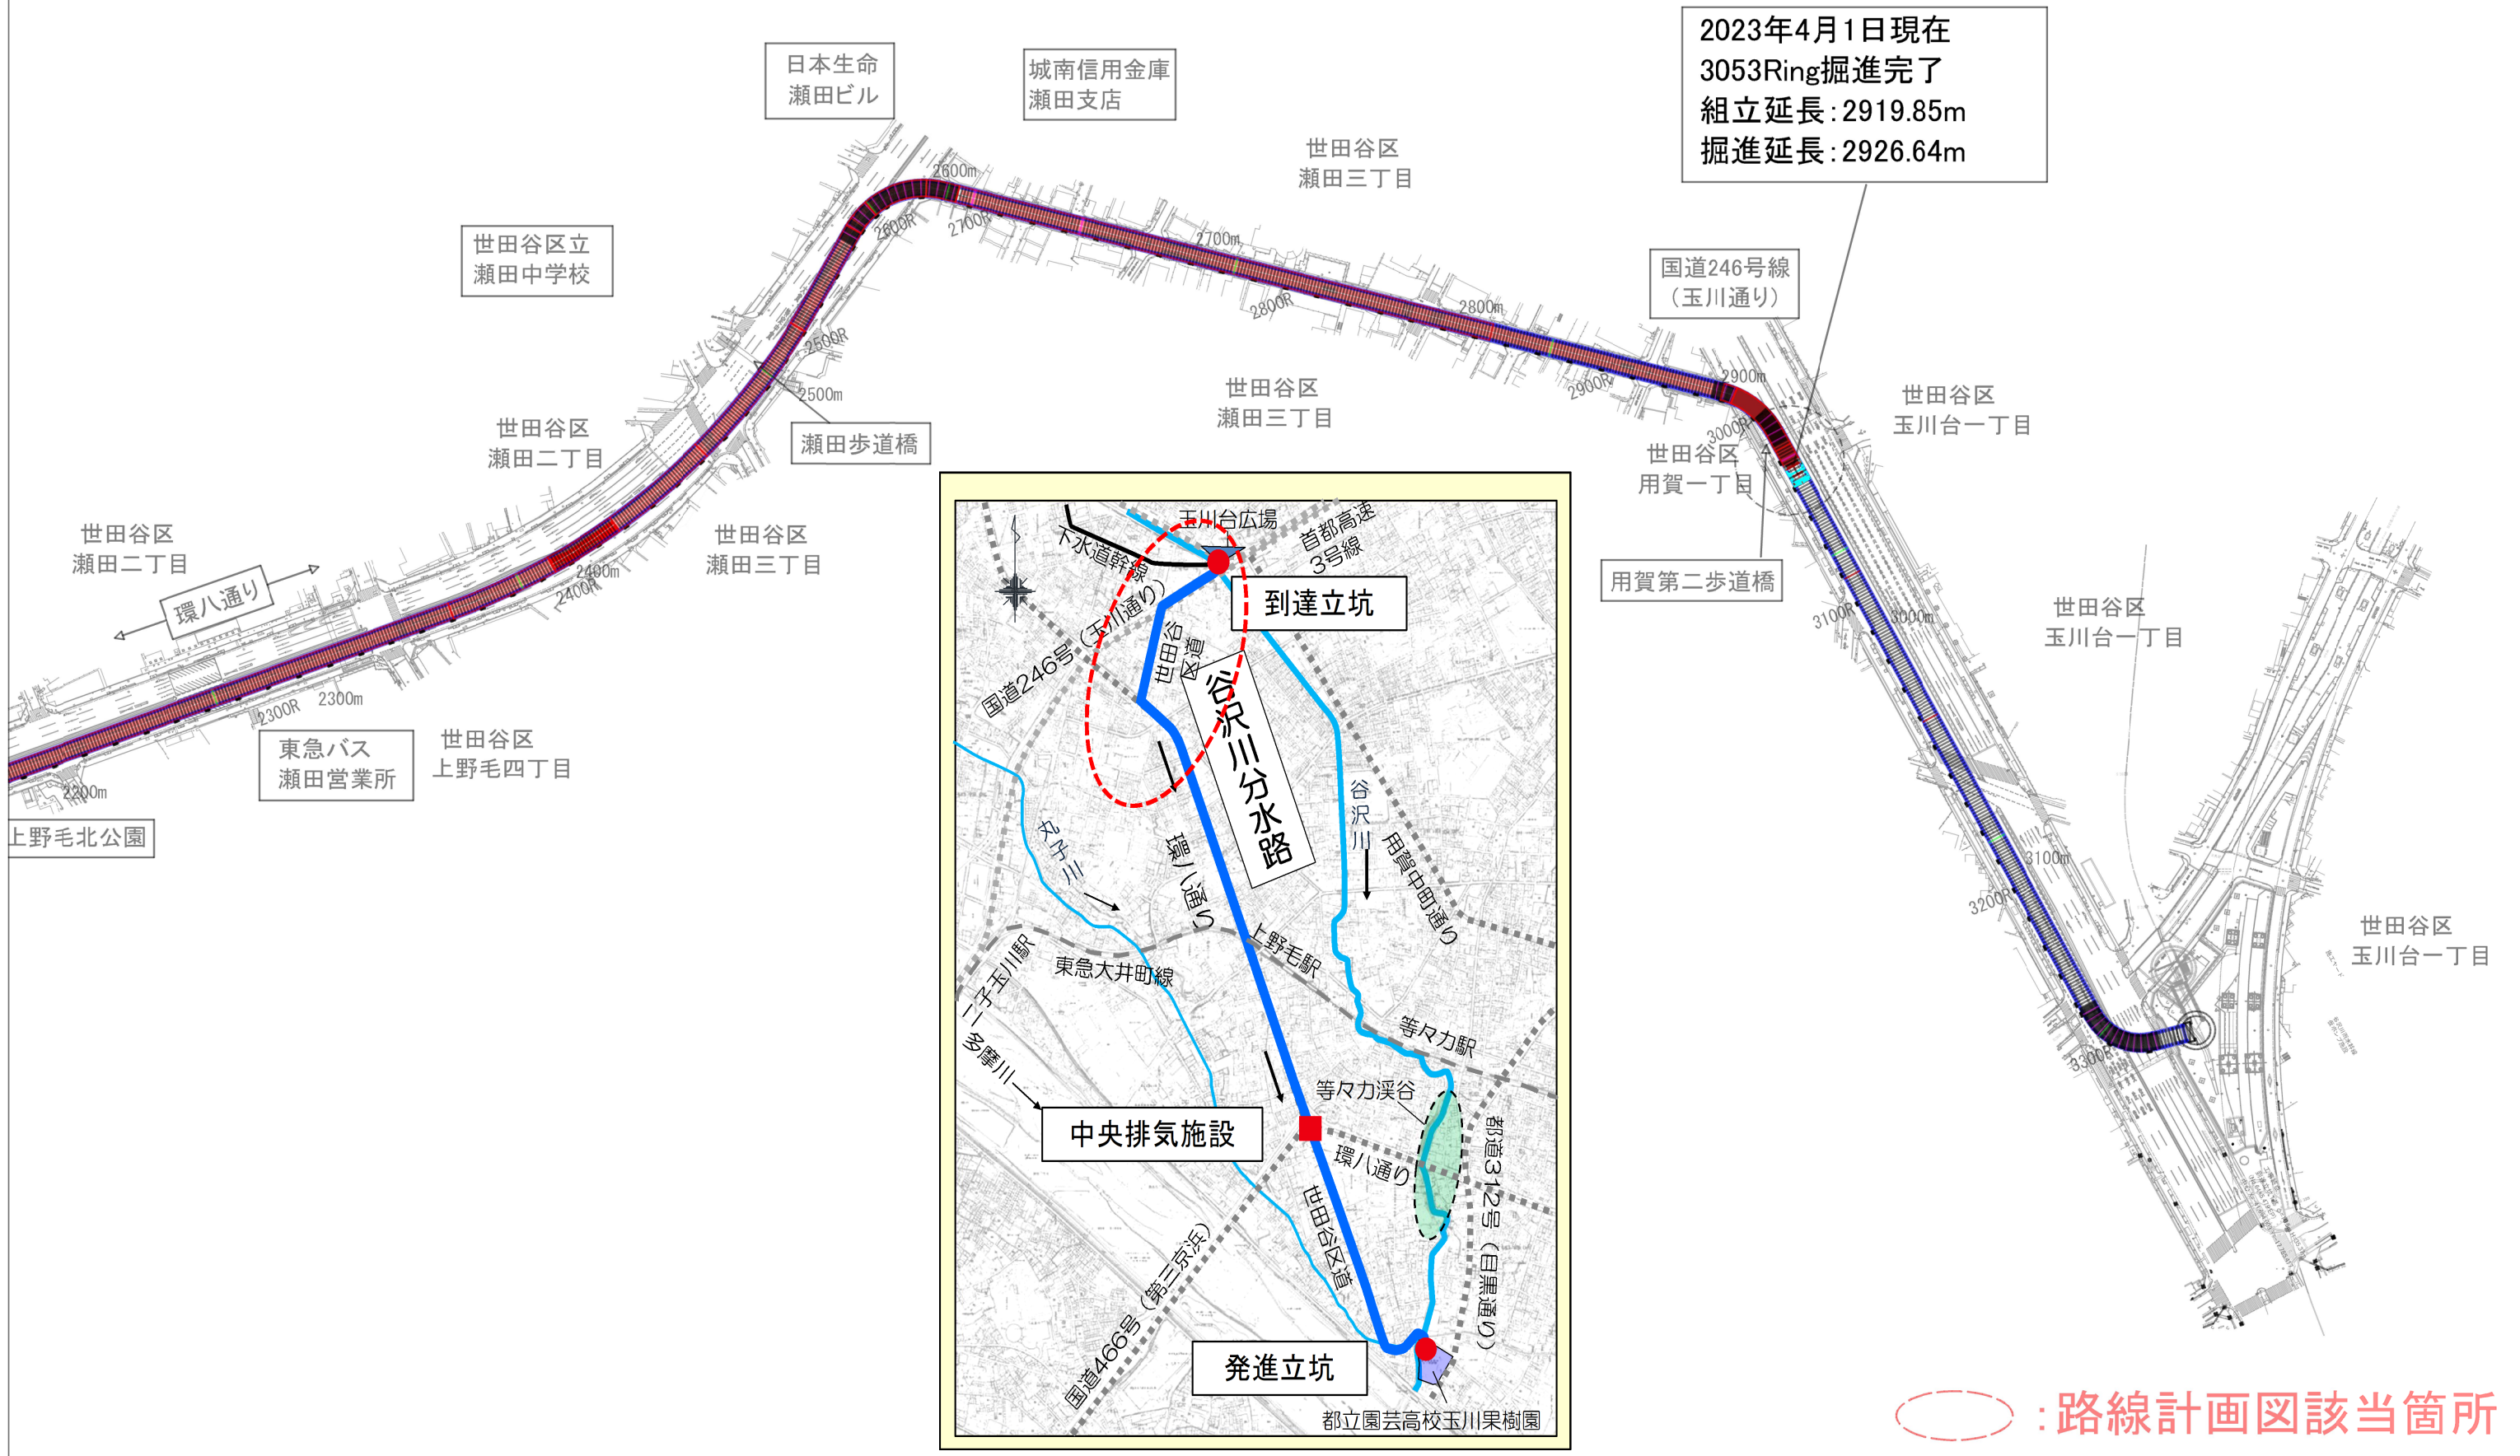 2023年4月1日現在
3053Ring掘進完了
組立延長:2919.85m
掘進延長:2926.64m
日本生命
瀬田ビル
城南信用金庫
瀬田支店
世田谷区
瀬田三丁目
世田谷区立
瀬田中学校
国道246号線
(玉川通り)
2600m
2600R
2700R
2700m
2800R
2800m
2900R
2900m
3000R
2500R
2500m
瀬田歩道橋
世田谷区
瀬田二丁目
世田谷区
瀬田三丁目
世田谷区
玉川台一丁目
世田谷区
用賀一丁目
用賀第二歩道橋
世田谷区
瀬田二丁目
環八通り
世田谷区
瀬田三丁目
2400m
2400R
2300m
2300R
2200m
東急バス
瀬田営業所
世田谷区
上野毛四丁目
上野毛北公園
3100R
3000m
世田谷区
玉川台一丁目
3100m
3200R
世田谷区
玉川台一丁目
3300R
玉川台広場
下水道幹線
首都高速
3号線
到達立坑
国道246号(玉川通り)
世田谷
区道
谷沢川分水路
谷沢川
丸子川
環八通り
用賀中町通り
上野毛駅
東急大井町線
二子玉川駅
多摩川
等々力駅
等々力渓谷
中央排気施設
環八通り
都道312号(目黒通り)
世田谷区道
国道466号(第三京浜)
発進立坑
都立園芸高校玉川果樹園
:路線計画図該当箇所